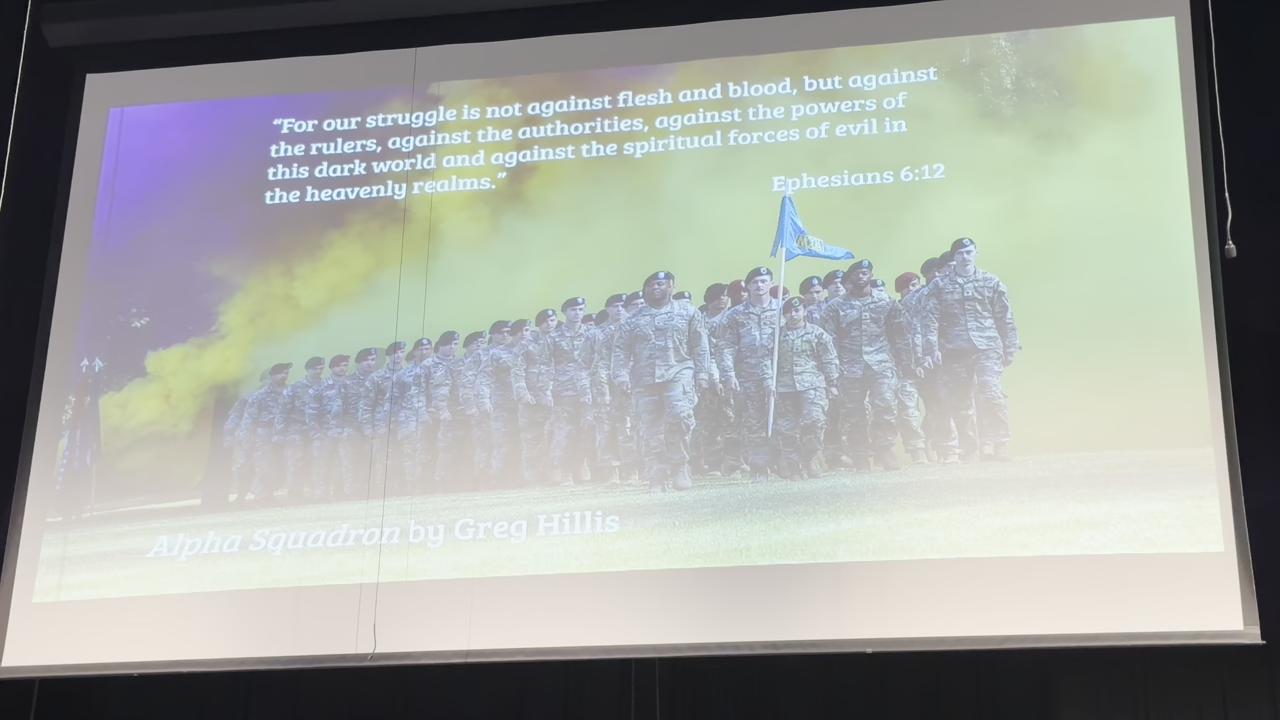 “For our struggle is not against flesh and blood, but against
the rulers, against the authorities, against the powers of
this dark world and against the spiritual forces of evil in
the heavenly realms.”
Ephesians 6:12
Alpha Squadron by Greg Hillis